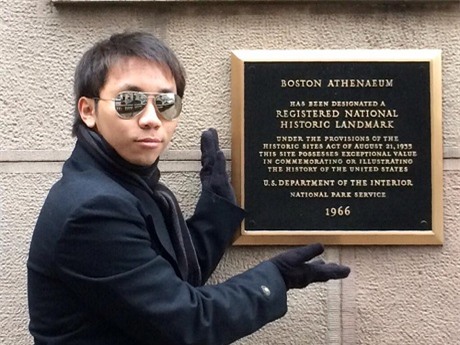 BOSTON ATHENAEUM
HAS BEEN DESIGNATED A
REGISTERED NATIONAL
HISTORIC LANDMARK
UNDER THE PROVISIONS OF THE
HISTORIC SITES ACT OF AUGUST 21, 1935
THIS SITE POSSESSES EXCEPTIONAL VALUE
IN COMMEMORATING OR ILLUSTRATING
THE HISTORY OF THE UNITED STATES
U.S. DEPARTMENT OF THE INTERIOR
NATIONAL PARK SERVICE
1966